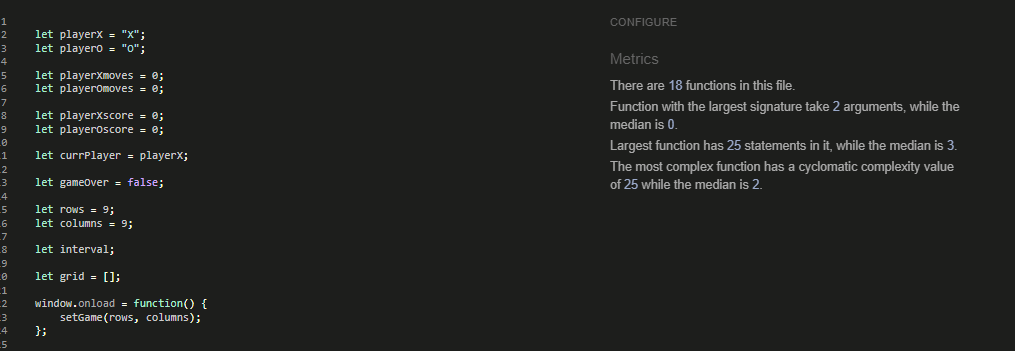 1
2 let playerX = "X";
3 let playerO = "O";
4
5 let playerXmoves = 0;
6 let playerOmoves = 0;
7
8 let playerXscore = 0;
9 let playerOscore = 0;
0
1 let currPlayer = playerX;
2
3 let gameOver = false;
4
5 let rows = 9;
6 let columns = 9;
7
8 let interval;
9
0 let grid = [];
1
2 window.onload = function() {
3 setGame(rows, columns);
4 };
5
CONFIGURE
Metrics
There are 18 functions in this file.
Function with the largest signature take 2 arguments, while the
median is 0.
Largest function has 25 statements in it, while the median is 3.
The most complex function has a cyclomatic complexity value
of 25 while the median is 2.